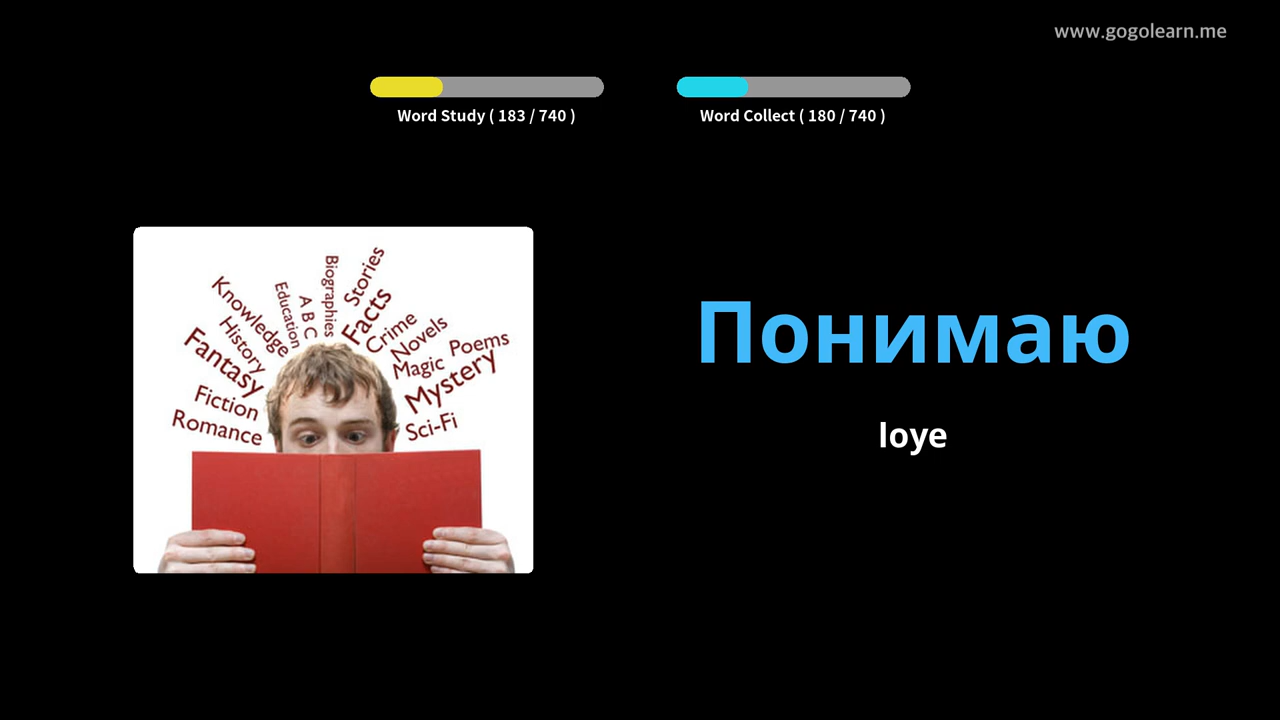 www.gogolearn.me
Word Study ( 183 / 740 )
Word Collect ( 180 / 740 )
Понимаю
loye
Knowledge
History
Fantasy
Fiction
Romance
Education
A B C
Biographies
Stories
Facts
Crime
Novels
Magic
Poems
Mystery
Sci-Fi